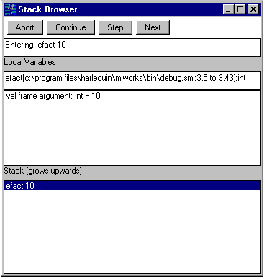 Stack Browser
Abort Continue Step Next
Entering: efact 10
Local Variables
efact[c:\program files\harlequin\mlworks\bin\debug.sml:3,5 to 3,43]:int
val frame argument: int = 10
Stack (grows upwards)
efact 10